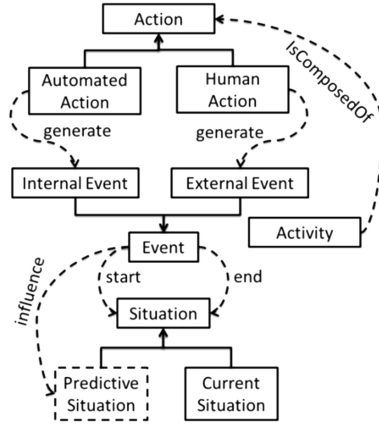 Action
IsComposedOf
Automated
Action
Human
Action
generate
generate
Internal Event
External Event
Activity
Event
influence
start
end
Situation
Predictive
Situation
Current
Situation